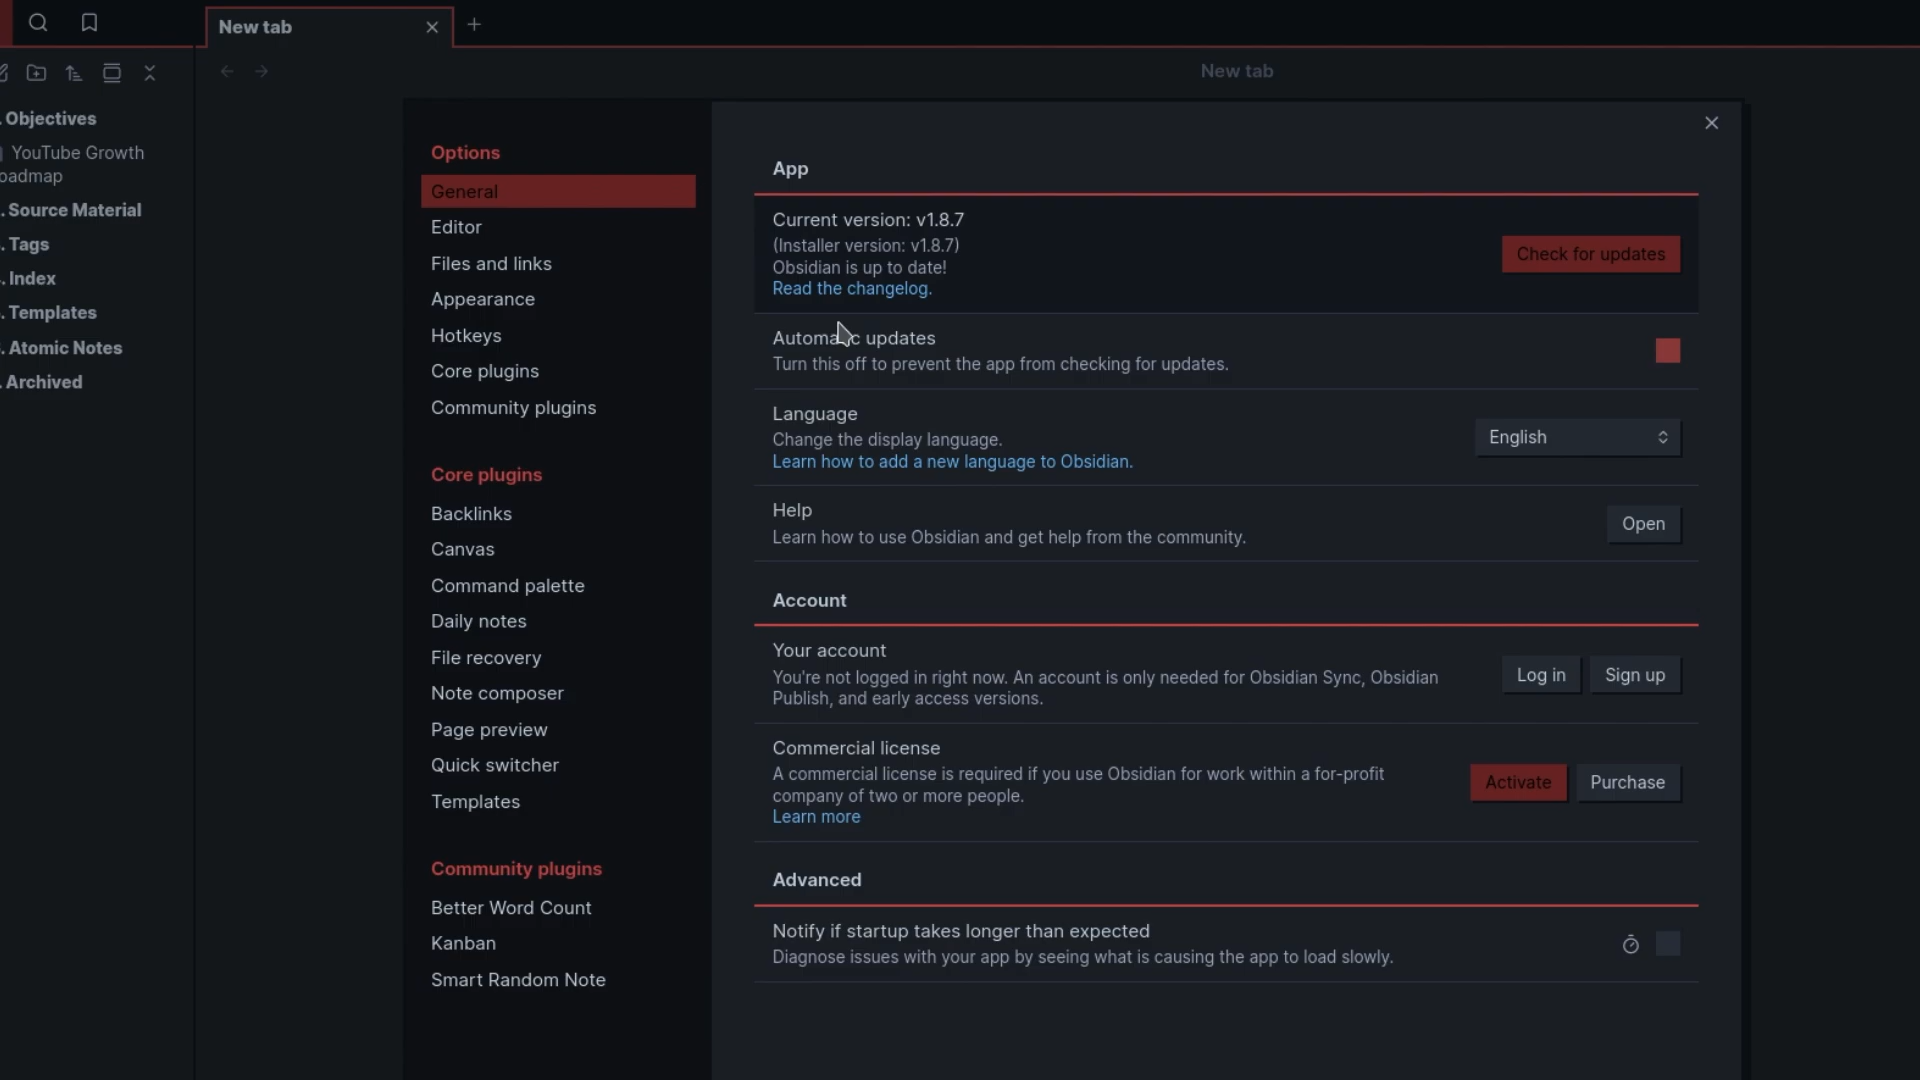 New tab
New tab
Objectives
YouTube Growth
oadmap
. Source Material
. Tags
. Index
. Templates
. Atomic Notes
. Archived
Options
General
Editor
Files and links
Appearance
Hotkeys
Core plugins
Community plugins
Core plugins
Backlinks
Canvas
Command palette
Daily notes
File recovery
Note composer
Page preview
Quick switcher
Templates
Community plugins
Better Word Count
Kanban
Smart Random Note
App
Current version: v1.8.7
(Installer version: v1.8.7)
Obsidian is up to date!
Read the changelog.
Check for updates
Automatic updates
Turn this off to prevent the app from checking for updates.
Language
Change the display language.
Learn how to add a new language to Obsidian.
English
Help
Learn how to use Obsidian and get help from the community.
Open
Account
Your account
You're not logged in right now. An account is only needed for Obsidian Sync, Obsidian
Publish, and early access versions.
Log in
Sign up
Commercial license
A commercial license is required if you use Obsidian for work within a for-profit
company of two or more people.
Learn more
Activate
Purchase
Advanced
Notify if startup takes longer than expected
Diagnose issues with your app by seeing what is causing the app to load slowly.